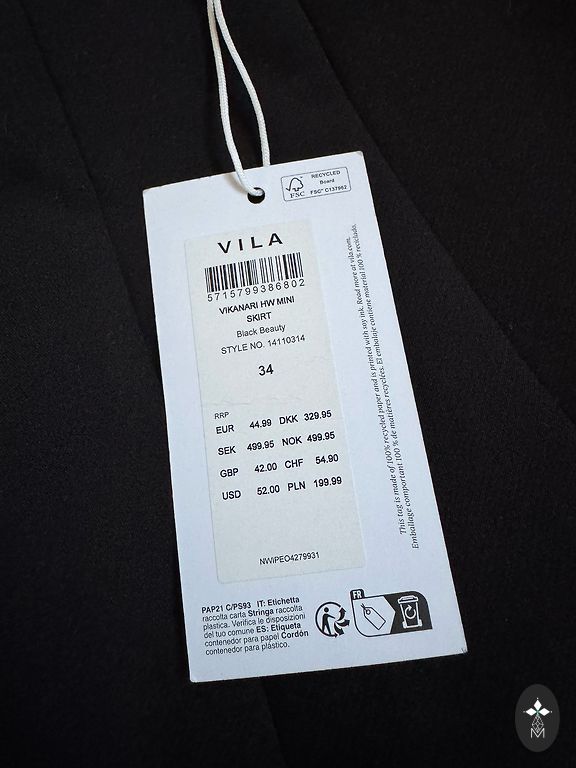 RECYCLED
Board
FSC® C137962
FSC
VILA
5715799386802
VIKANARI HW MINI
SKIRT
Black Beauty
STYLE NO. 14110314
34
RRP
EUR 44.99 DKK 329.95
SEK 499.95 NOK 499.95
GBP 42.00 CHF 54.90
USD 52.00 PLN 199.99
NWIPEO4279931
This tag is made of 100% recycled paper and is printed with soy ink. Read more at vila.com.
Emballage comportant 100 % de matières recyclées. El embalaje contiene material 100 % reciclado.
PAP21 C/PS93 IT: Etichetta
raccolta carta Stringa raccolta
plastica. Verifica le disposizioni
del tuo comune ES: Etiqueta
contenedor para papel Cordón
contenedor para plástico.
FR
M